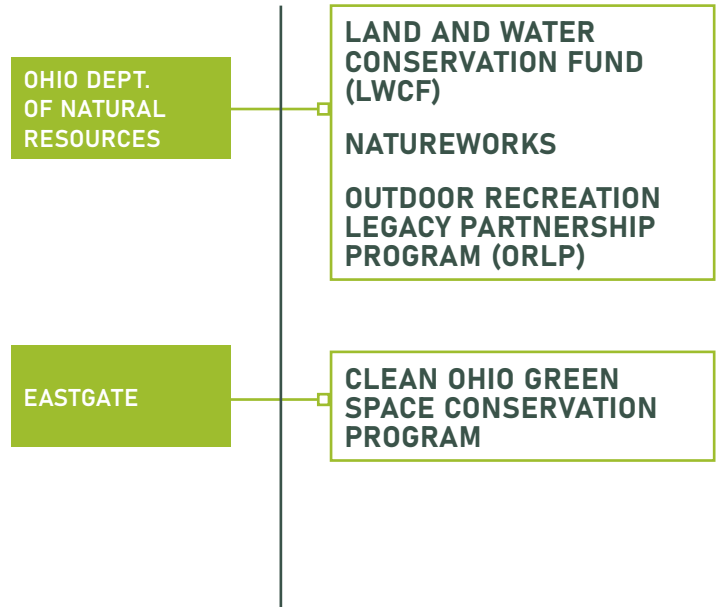 OHIO DEPT.
OF NATURAL
RESOURCES
LAND AND WATER
CONSERVATION FUND
(LWCF)
NATUREWORKS
OUTDOOR RECREATION
LEGACY PARTNERSHIP
PROGRAM (ORLP)
EASTGATE
CLEAN OHIO GREEN
SPACE CONSERVATION
PROGRAM